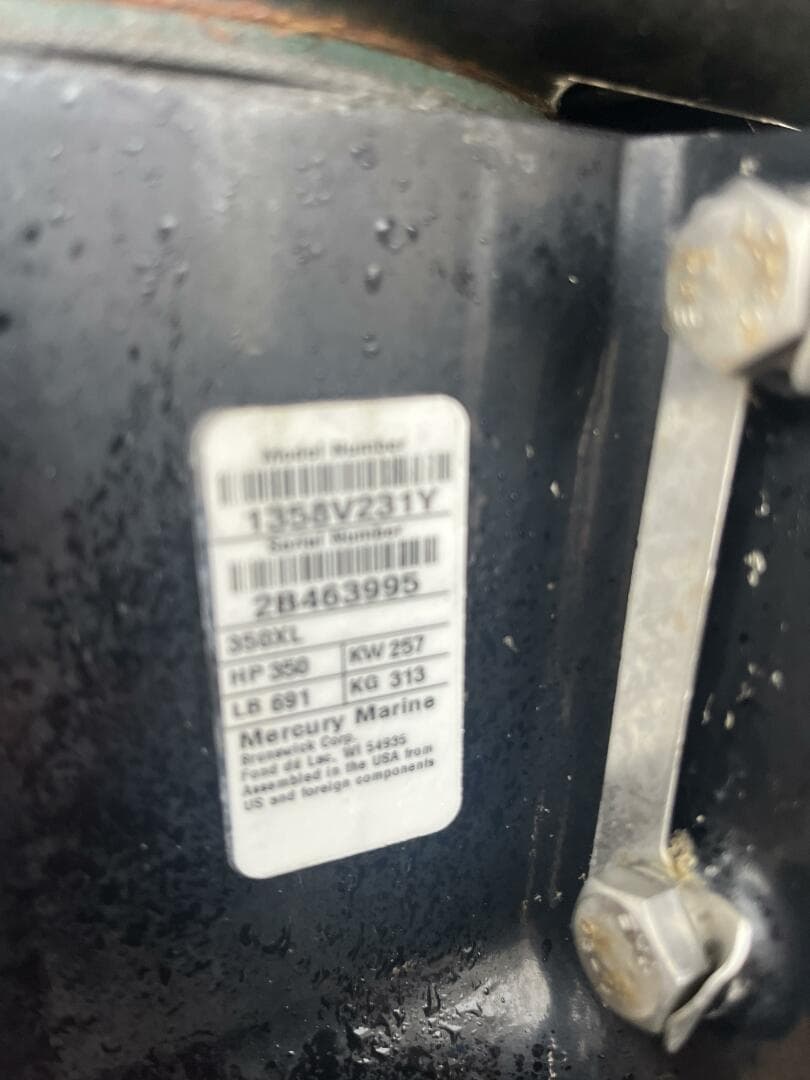 Model Number
1358V231Y
Serial Number
2B463995
350XL
HP 350 KW 257
LB 691 KG 313
Mercury Marine
Brunswick Corp.
Fond du Lac, WI 54935
Assembled in the USA from
US and foreign components